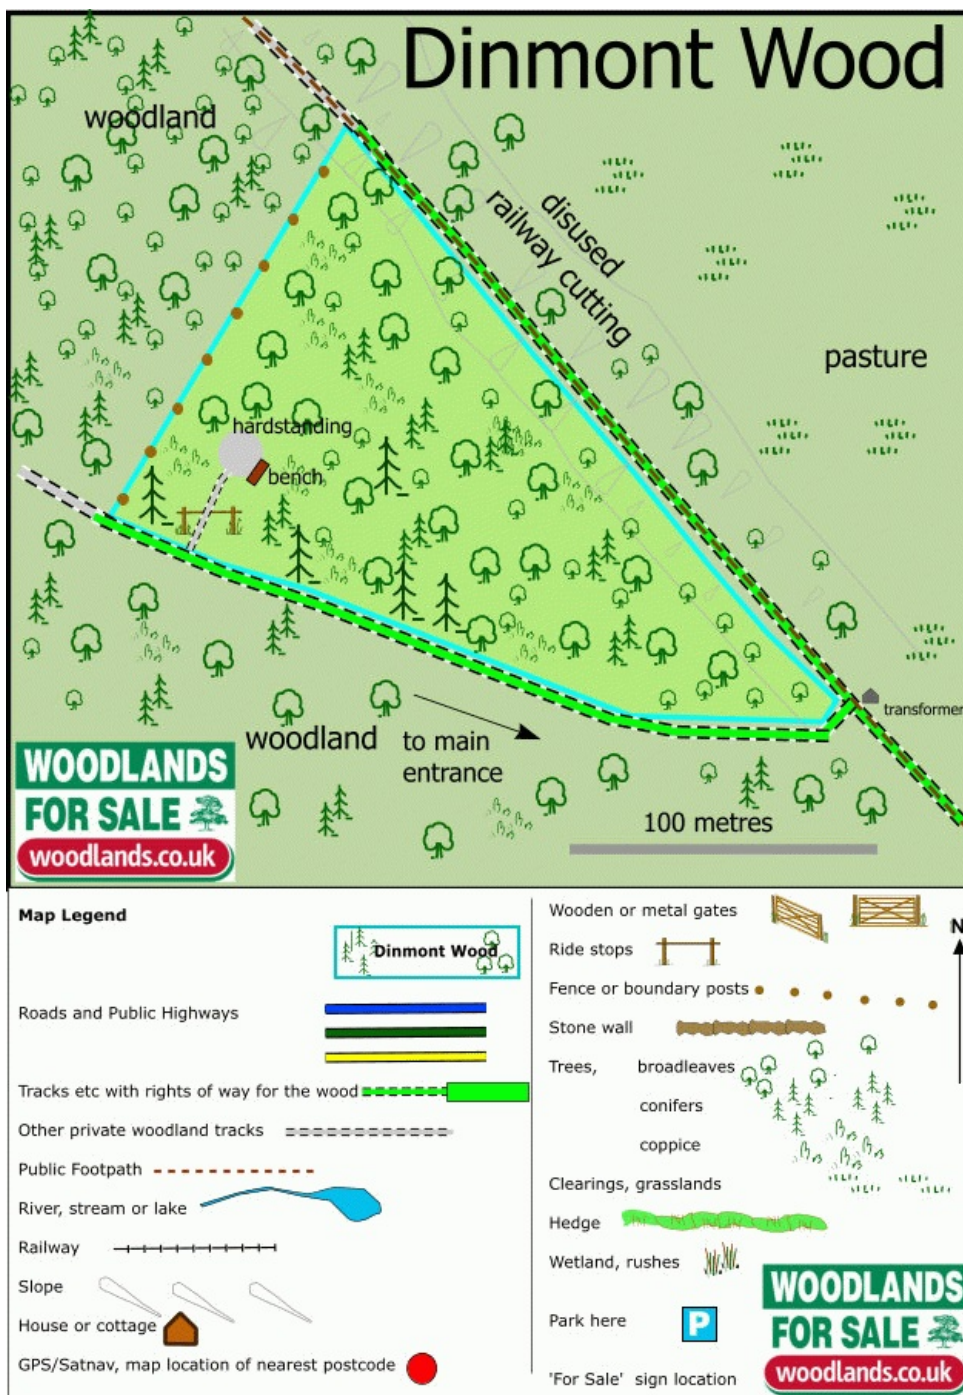 Dinmont Wood
woodland
disused
railway cutting
pasture
hardstanding
bench
transformer
woodland
to main
entrance
WOODLANDS
FOR SALE
woodlands.co.uk
100 metres
Map Legend
Dinmont Wood
Roads and Public Highways
Tracks etc with rights of way for the wood
Other private woodland tracks
Public Footpath
River, stream or lake
Railway
Slope
House or cottage
GPS/Satnav, map location of nearest postcode
Wooden or metal gates
N
Ride stops
Fence or boundary posts
Stone wall
Trees, broadleaves
conifers
coppice
Clearings, grasslands
Hedge
Wetland, rushes
Park here P
'For Sale' sign location
WOODLANDS
FOR SALE
woodlands.co.uk